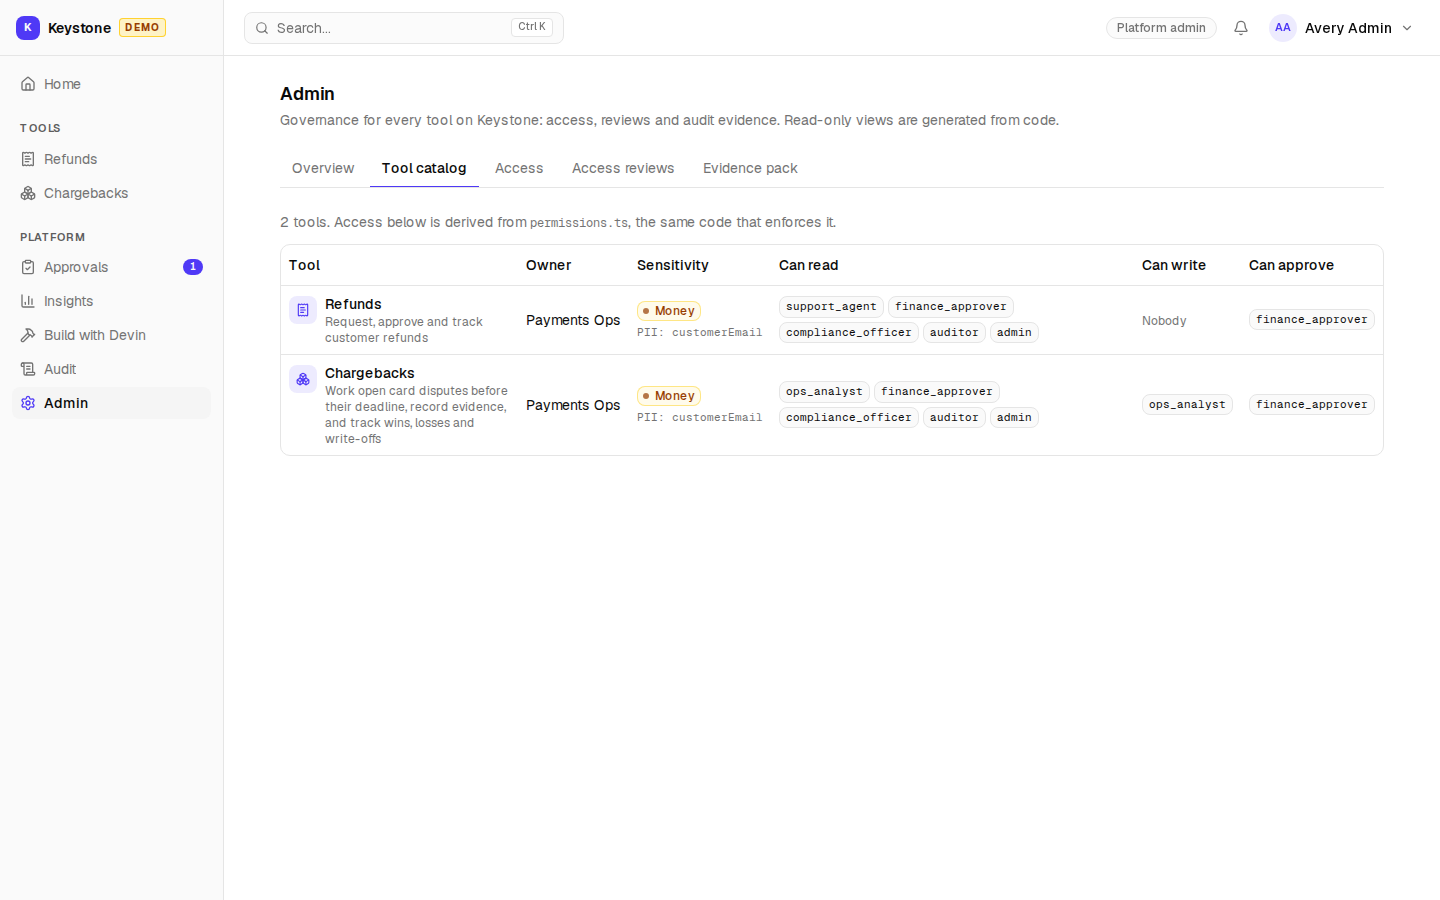 K Keystone DEMO
Search...
Ctrl K
Platform admin
AA Avery Admin
Home
TOOLS
Refunds
Chargebacks
PLATFORM
Approvals 1
Insights
Build with Devin
Audit
Admin
Admin
Governance for every tool on Keystone: access, reviews and audit evidence. Read-only views are generated from code.
Overview Tool catalog Access Access reviews Evidence pack
2 tools. Access below is derived from permissions.ts, the same code that enforces it.
Tool Owner Sensitivity Can read Can write Can approve
Refunds
Request, approve and track
customer refunds
Payments Ops
Money
PII: customerEmail
support_agent finance_approver
compliance_officer auditor admin
Nobody
finance_approver
Chargebacks
Work open card disputes before
their deadline, record evidence,
and track wins, losses and
write-offs
Payments Ops
Money
PII: customerEmail
ops_analyst finance_approver
compliance_officer auditor admin
ops_analyst
finance_approver